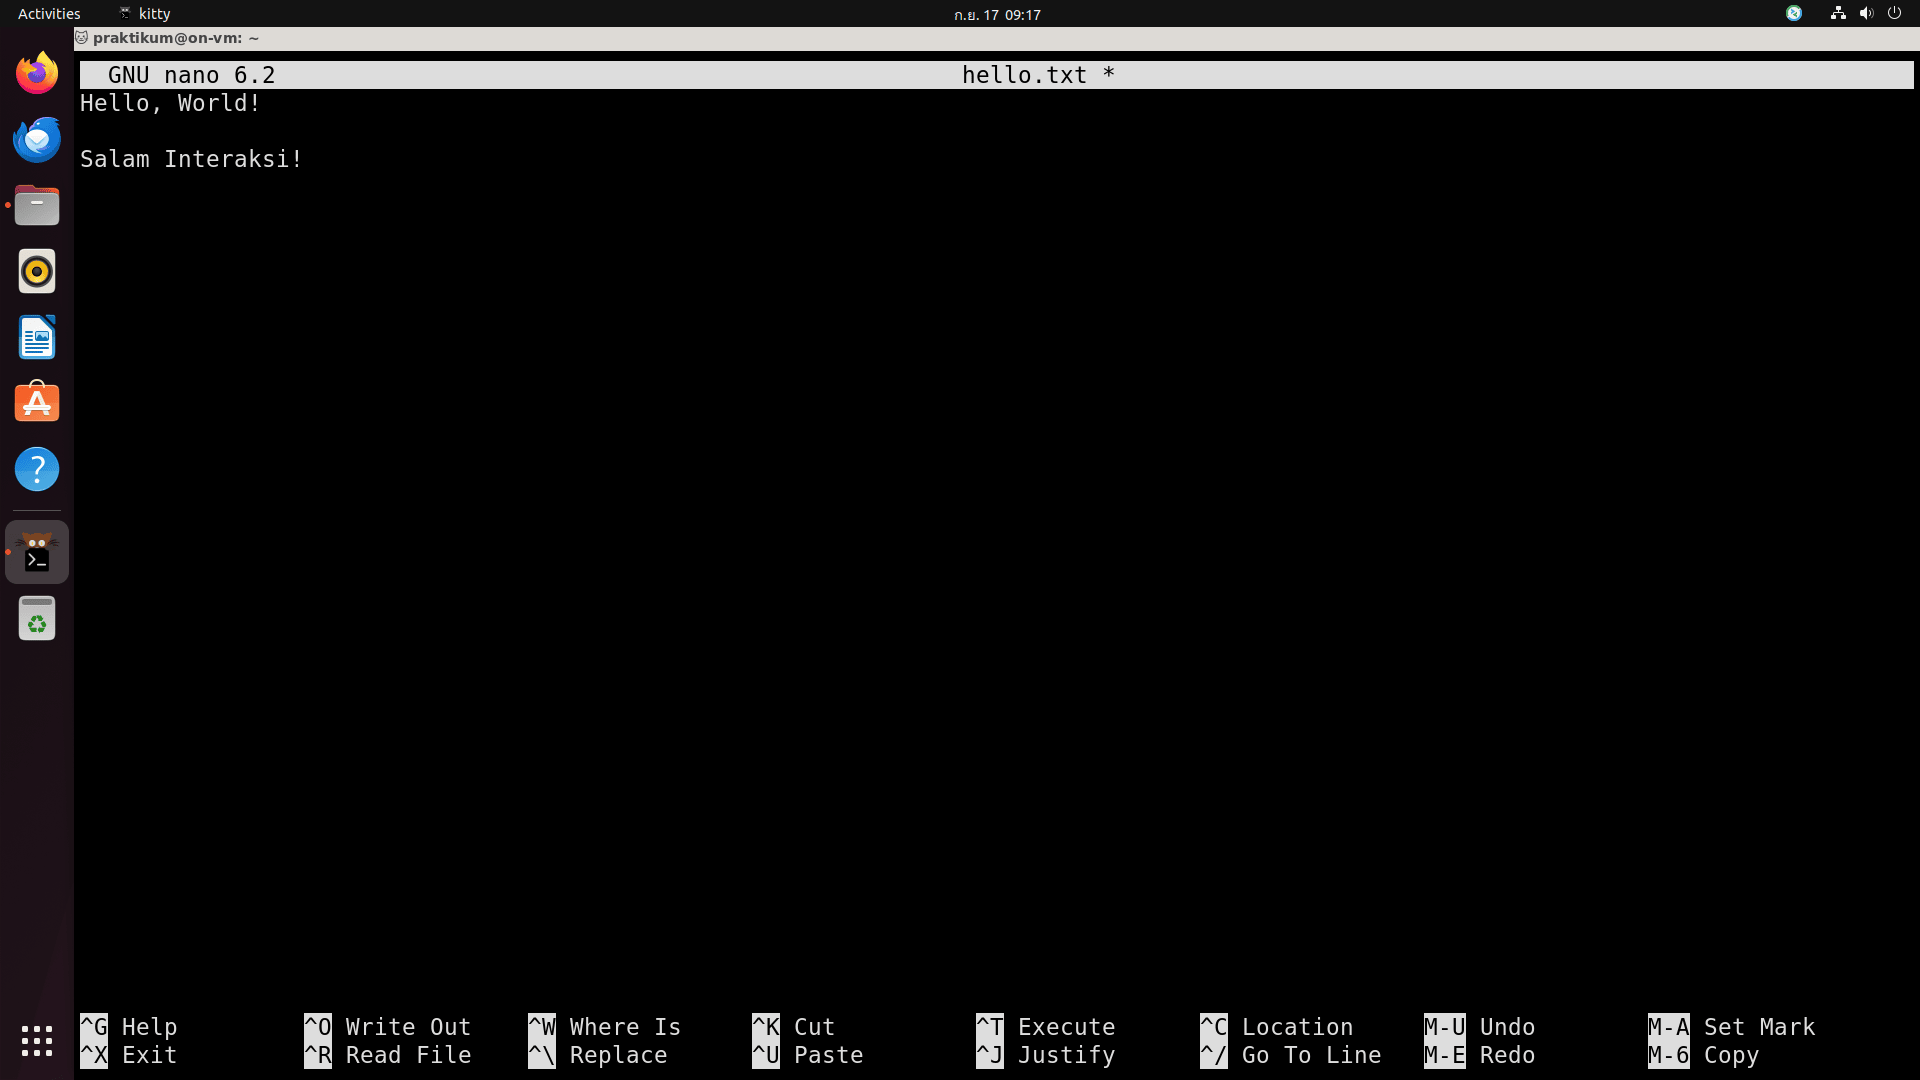 Activities kitty ก.ย. 17 09:17
praktikum@on-vm: ~
GNU nano 6.2 hello.txt *
Hello, World!
Salam Interaksi!
^G Help ^O Write Out ^W Where Is ^K Cut ^T Execute ^C Location M-U Undo M-A Set Mark
^X Exit ^R Read File ^\ Replace ^U Paste ^J Justify ^/ Go To Line M-E Redo M-6 Copy